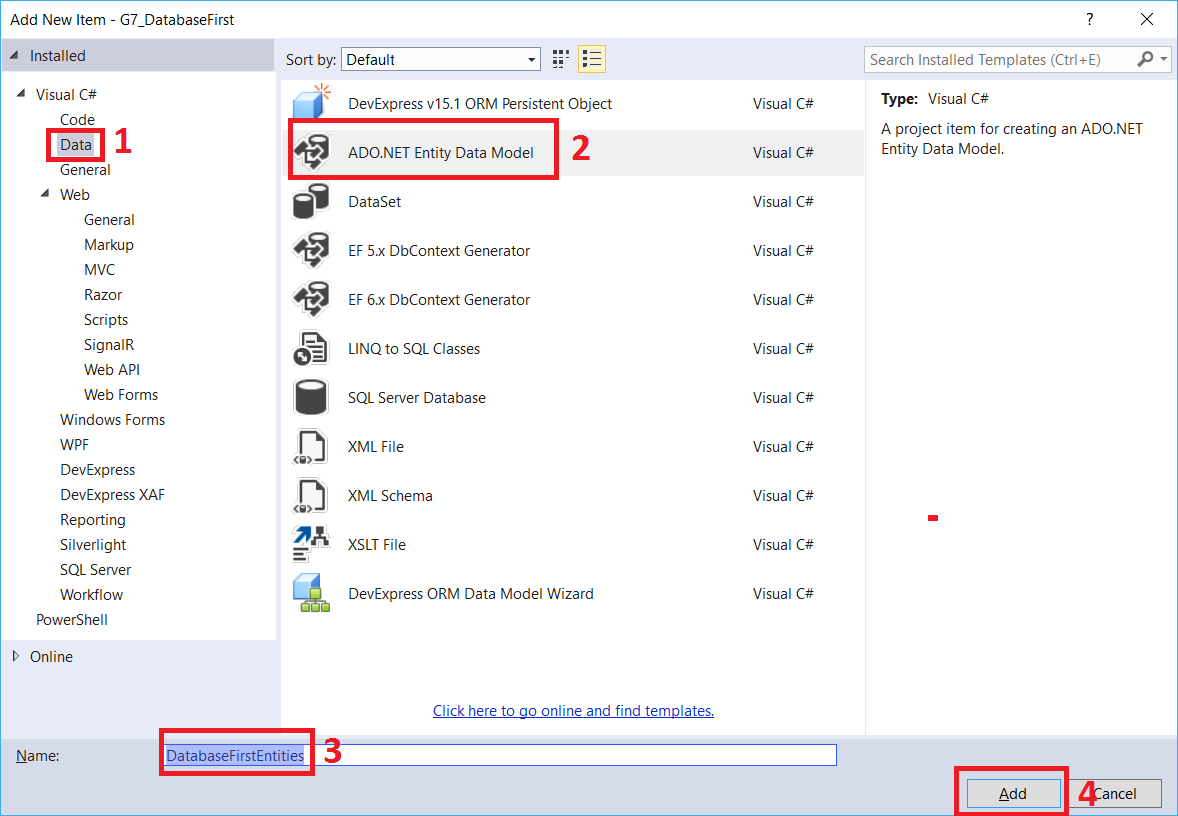 Add New Item - G7_DatabaseFirst
?
Installed
Sort by: Default
Search Installed Templates (Ctrl+E)
Visual C#
Code
Data 1
General
Web
General
Markup
MVC
Razor
Scripts
SignalR
Web API
Web Forms
Windows Forms
WPF
DevExpress
DevExpress XAF
Reporting
Silverlight
SQL Server
Workflow
PowerShell
Online
DevExpress v15.1 ORM Persistent Object Visual C#
ADO.NET Entity Data Model 2 Visual C#
DataSet Visual C#
EF 5.x DbContext Generator Visual C#
EF 6.x DbContext Generator Visual C#
LINQ to SQL Classes Visual C#
SQL Server Database Visual C#
XML File Visual C#
XML Schema Visual C#
XSLT File Visual C#
DevExpress ORM Data Model Wizard Visual C#
Click here to go online and find templates.
Type: Visual C#
A project item for creating an ADO.NET
Entity Data Model.
Name: DatabaseFirstEntities 3
Add 4 Cancel